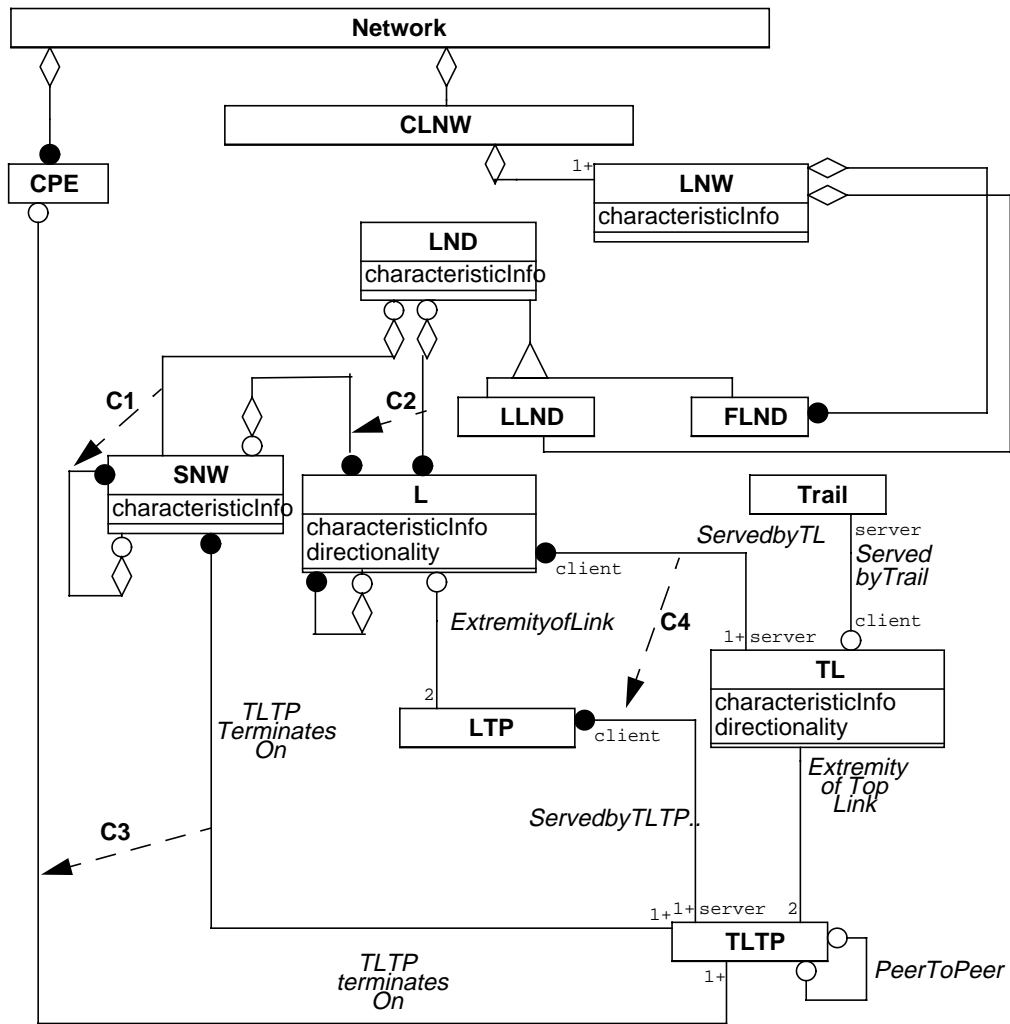 Network
CLNW
CPE
1+
LNW
characteristicInfo
LND
characteristicInfo
C1
C2
LLND
FLND
SNW
characteristicInfo
L
characteristicInfo
directionality
Trail
server
ServedbyTL
Served
byTrail
client
client
ExtremityofLink
C4
1+ server
TL
characteristicInfo
directionality
2
LTP
client
TLTP
Terminates
On
Extremity
of Top
Link
C3
ServedbyTLTP..
1+
1+ server
2
TLTP
PeerToPeer
1+
TLTP
terminates
On